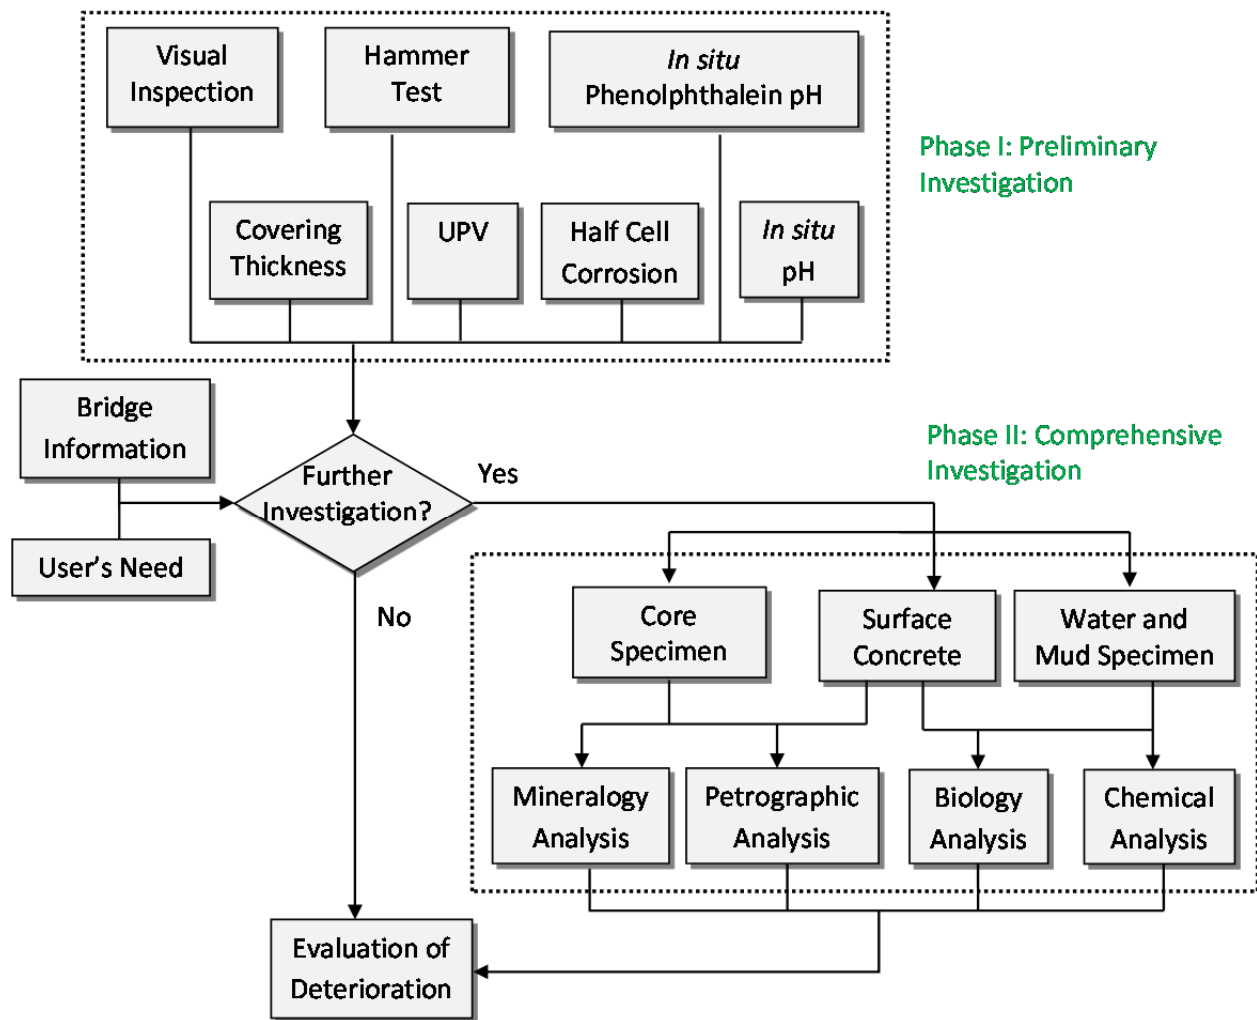 Visual
Inspection
Hammer
Test
In situ
Phenolphthalein pH
Phase I: Preliminary
Investigation
Covering
Thickness
UPV
Half Cell
Corrosion
In situ
pH
Bridge
Information
Phase II: Comprehensive
Investigation
Further
Investigation?
Yes
User's Need
No
Core
Specimen
Surface
Concrete
Water and
Mud Specimen
Mineralogy
Analysis
Petrographic
Analysis
Biology
Analysis
Chemical
Analysis
Evaluation of
Deterioration